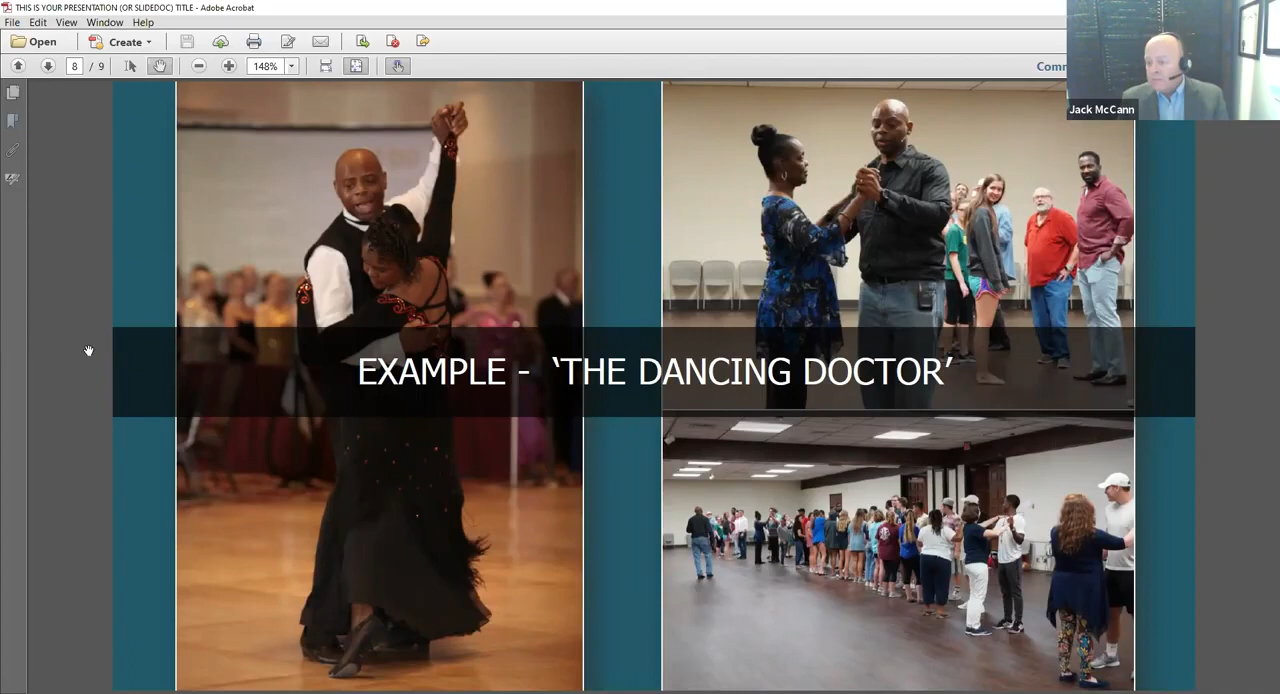 THIS IS YOUR PRESENTATION (OR SLIDEDOC) TITLE - Adobe Acrobat
File Edit View Window Help
Open Create
8 / 9 148% Comm
Jack McCann
EXAMPLE - ‘THE DANCING DOCTOR’